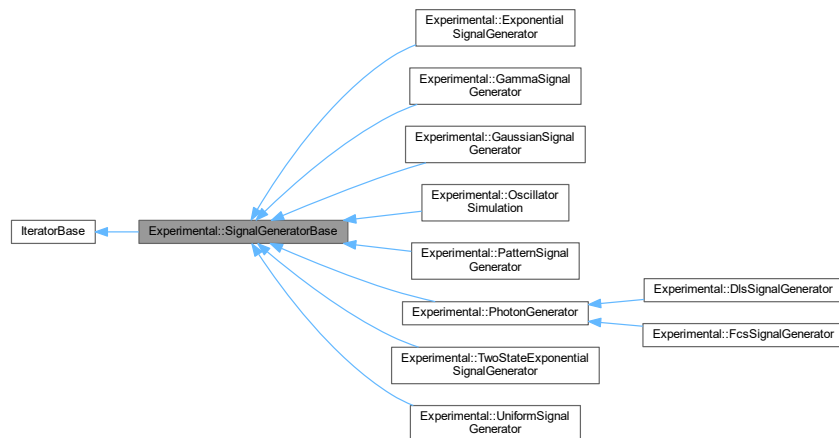 Experimental::Exponential
SignalGenerator
Experimental::GammaSignal
Generator
Experimental::GaussianSignal
Generator
Experimental::Oscillator
Simulation
IteratorBase
Experimental::SignalGeneratorBase
Experimental::PatternSignal
Generator
Experimental::DlsSignalGenerator
Experimental::PhotonGenerator
Experimental::FcsSignalGenerator
Experimental::TwoStateExponential
SignalGenerator
Experimental::UniformSignal
Generator